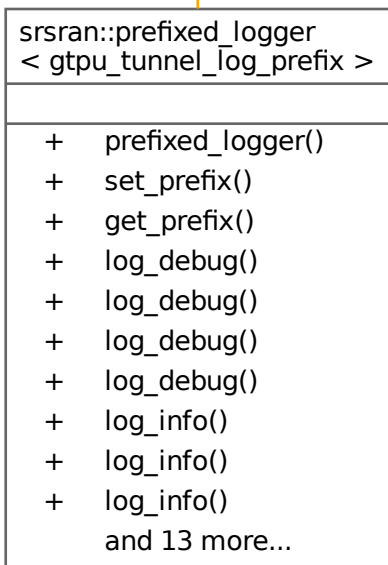 srsran::prefixed_logger
< gtpu_tunnel_log_prefix >
+ prefixed_logger()
+ set_prefix()
+ get_prefix()
+ log_debug()
+ log_debug()
+ log_debug()
+ log_debug()
+ log_info()
+ log_info()
+ log_info()
and 13 more...